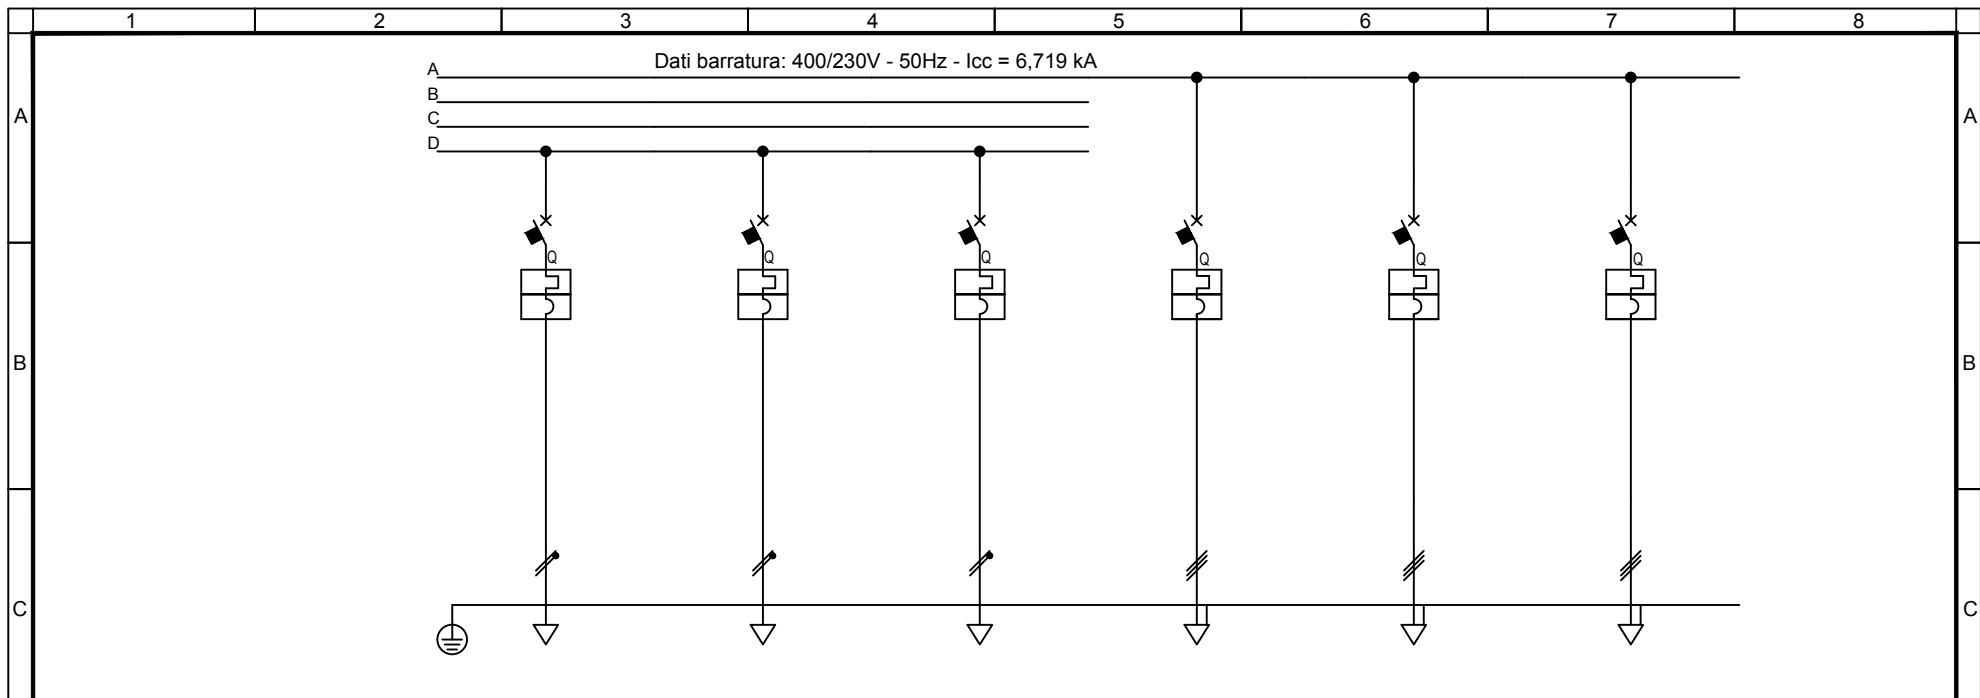 1 2 3 4 5 6 7 8
Dati barratura: 400/230V - 50Hz - Icc = 6,719 kA
A
B
C
D
A A
Q Q Q Q Q Q
B B
C C